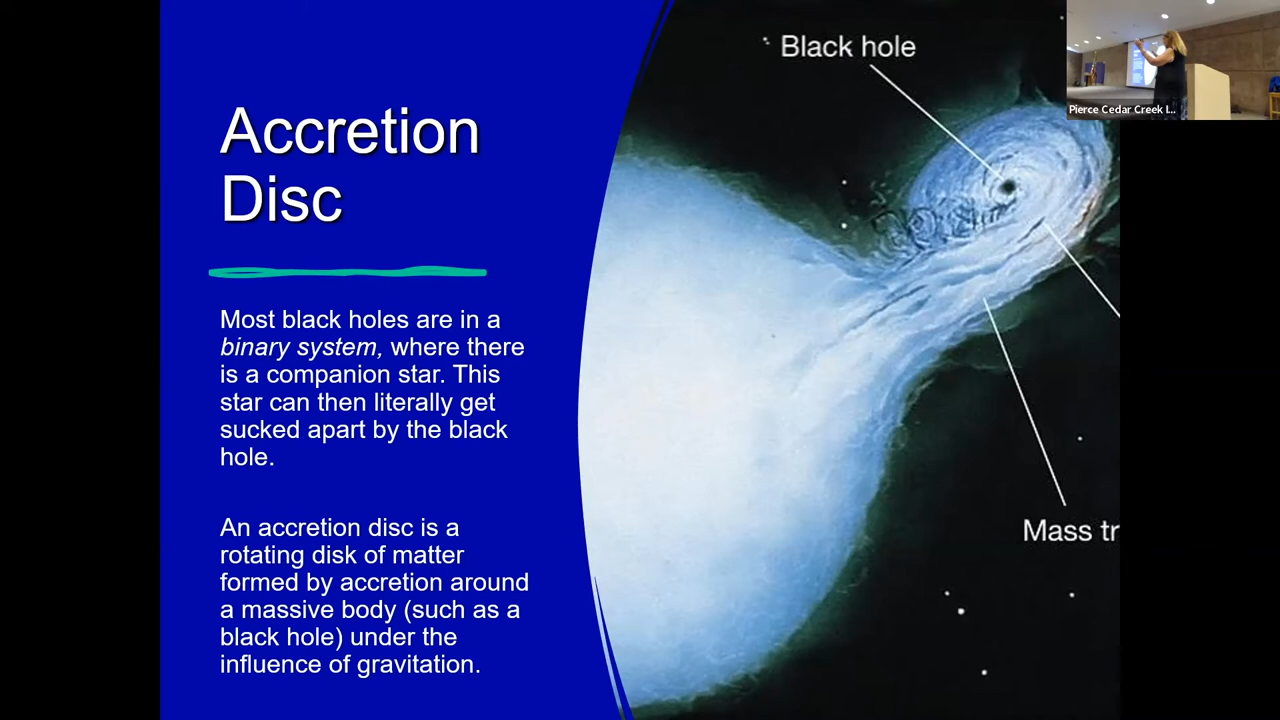 Accretion
Disc
Most black holes are in a
binary system, where there
is a companion star. This
star can then literally get
sucked apart by the black
hole.
An accretion disc is a
rotating disk of matter
formed by accretion around
a massive body (such as a
black hole) under the
influence of gravitation.
Black hole
Mass tr
Pierce Cedar Creek I...